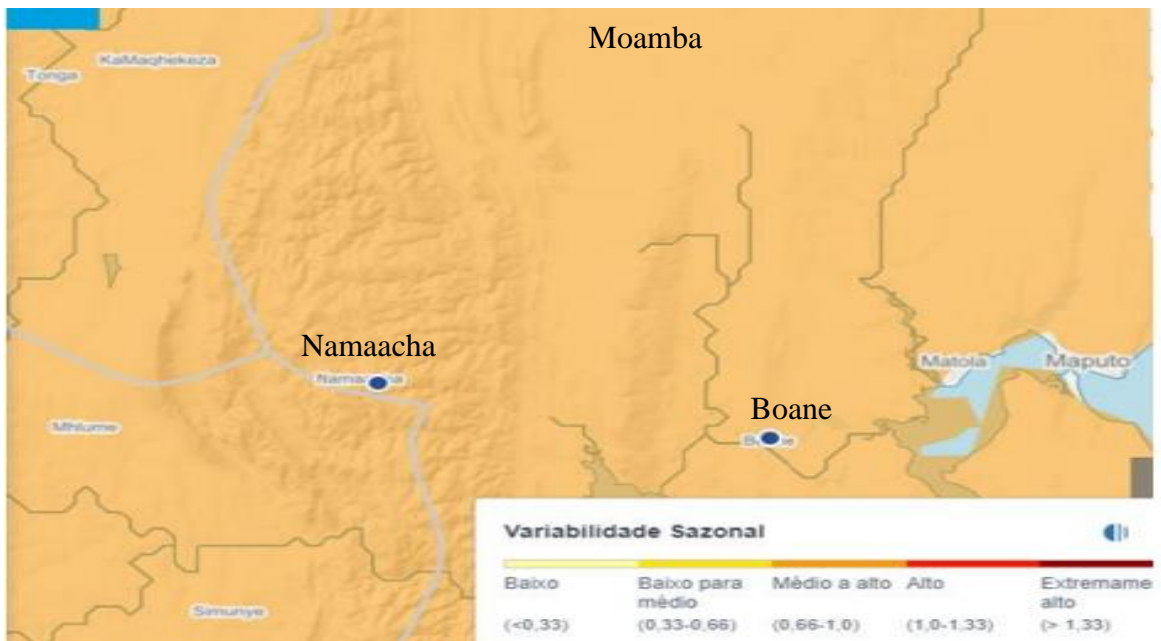 Moamba
KaMaqhekeza
Tonga
Namaacha
Matola
Maputo
Boane
Mhlume
Simunye
Variabilidade Sazonal
Baixo
Baixo para médio
Médio a alto
Alto
Extremame
alto
(<0,33)
(0,33-0,66)
(0,66-1,0)
(1,0-1,33)
(> 1,33)